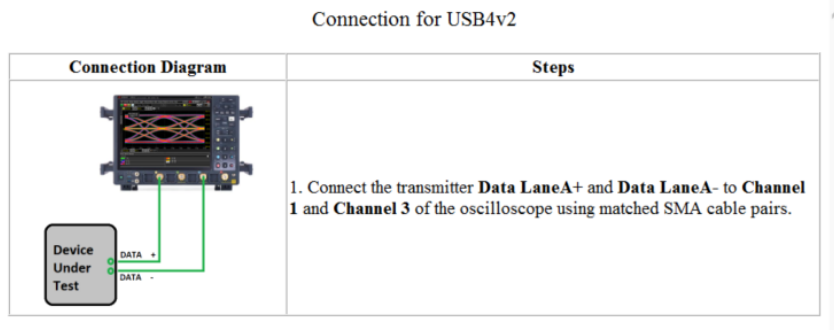 Connection for USB4v2
Connection Diagram
Steps
1. Connect the transmitter Data LaneA+ and Data LaneA- to Channel
1 and Channel 3 of the oscilloscope using matched SMA cable pairs.
Device
Under
Test
DATA +
DATA -